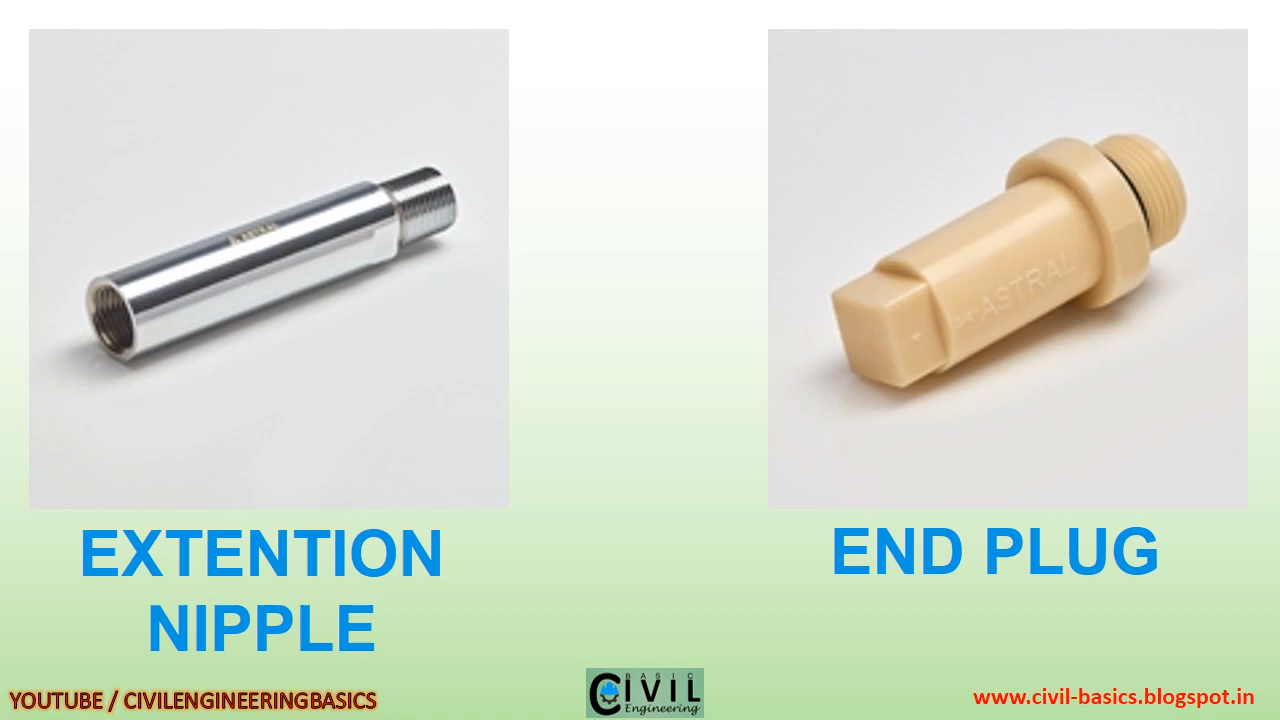 ASTRAL
EXTENTION
NIPPLE
END PLUG
YOUTUBE / CIVILENGINEERINGBASICS
BASIC
CIVIL
Engineering
www.civil-basics.blogspot.in